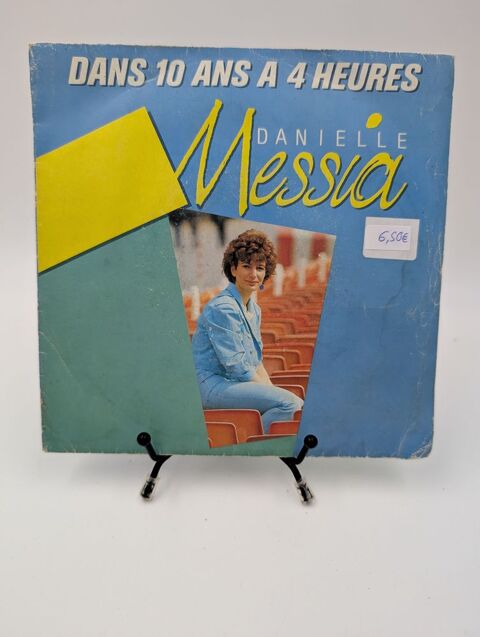 DANS 10 ANS A 4 HEURES
DANIELLE
Messia
6,50€